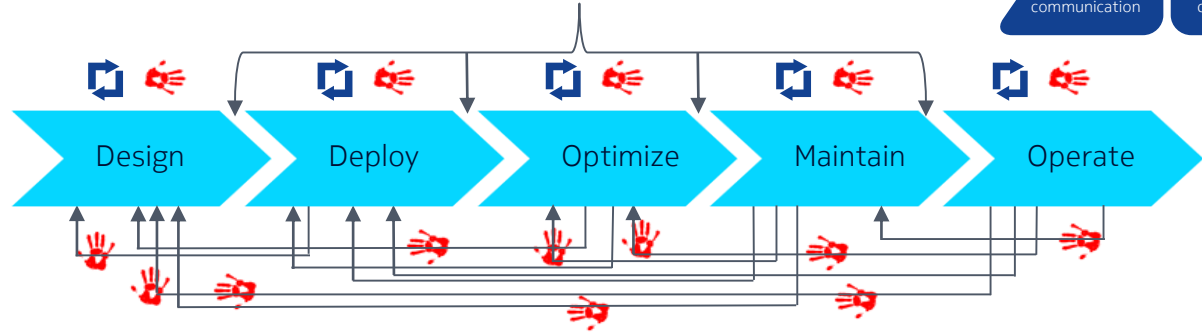 communication
Design
Deploy
Optimize
Maintain
Operate